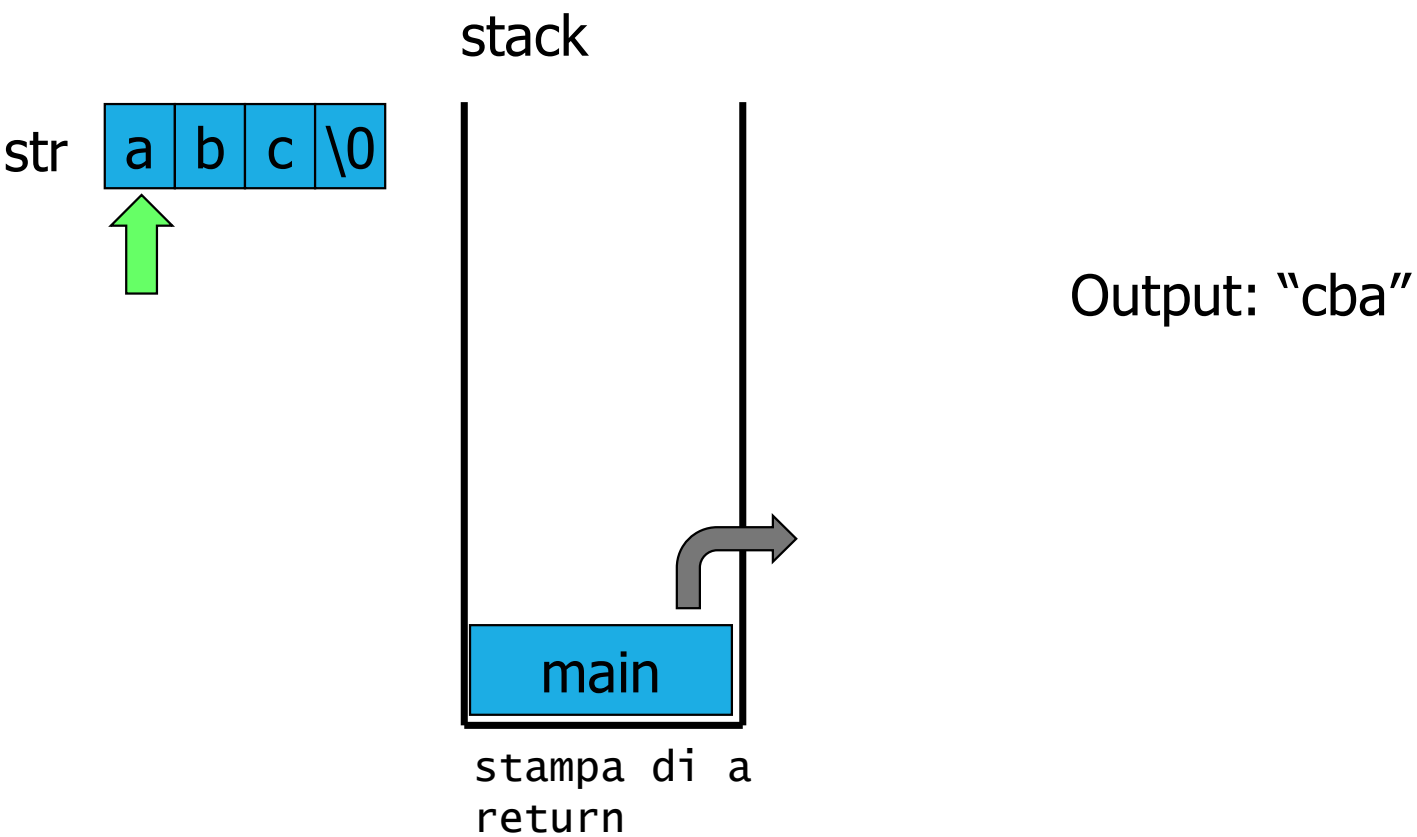 stack
str a b c \0
Output: “cba”
main
stampa di a
return